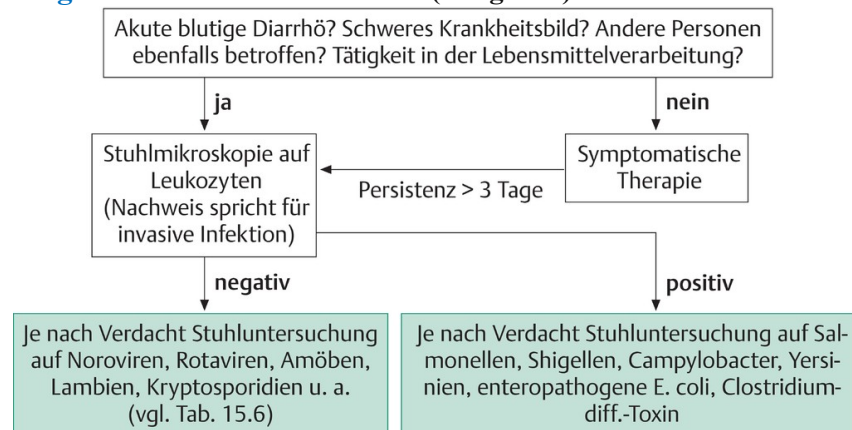 Akute blutige Diarrhö? Schweres Krankheitsbild? Andere Personen
ebenfalls betroffen? Tätigkeit in der Lebensmittelverarbeitung?
ja
nein
Stuhlmikroskopie auf
Leukozyten
(Nachweis spricht für
invasive Infektion)
Symptomatische
Therapie
Persistenz > 3 Tage
negativ
positiv
Je nach Verdacht Stuhluntersuchung
auf Noroviren, Rotaviren, Amöben,
Lambien, Kryptosporidien u. a.
(vgl. Tab. 15.6)
Je nach Verdacht Stuhluntersuchung auf Sal-
monellen, Shigellen, Campylobacter, Yersi-
nien, enteropathogene E. coli, Clostridium-
diff.-Toxin